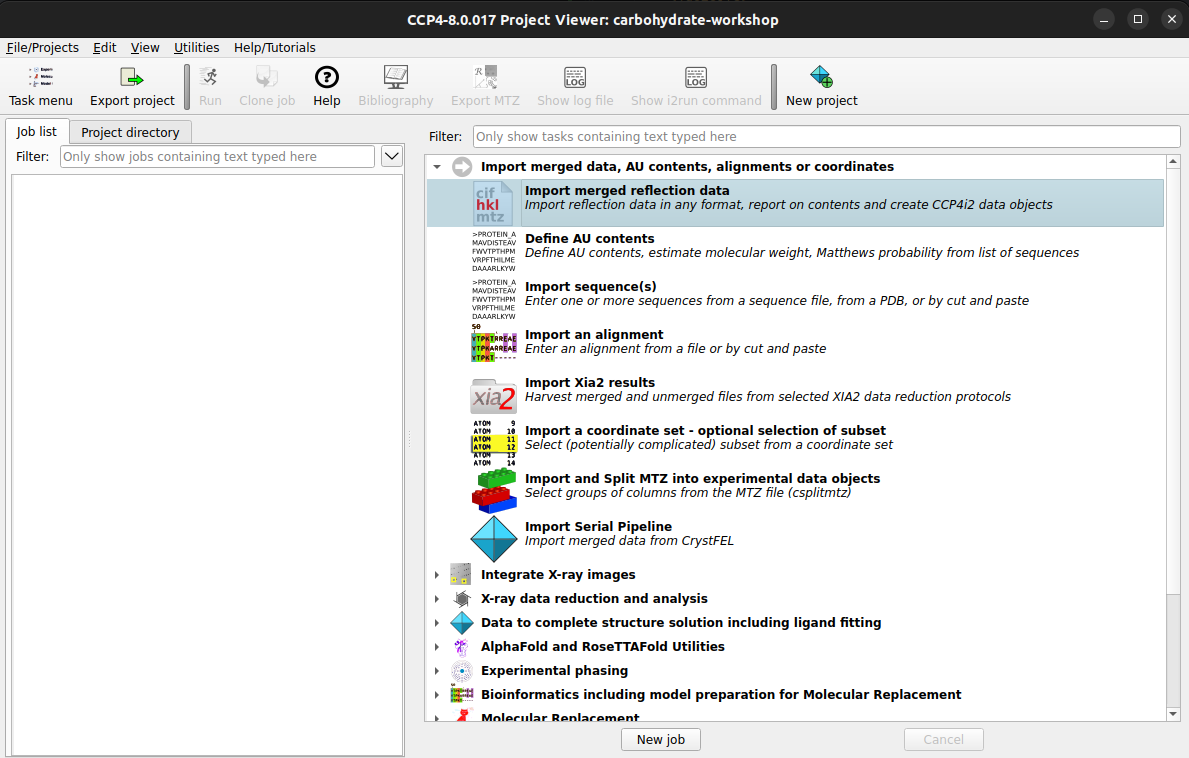 CCP4-8.0.017 Project Viewer: carbohydrate-workshop
File/Projects Edit View Utilities Help/Tutorials
Task menu Export project Run Clone job Help Bibliography Export MTZ Show log file Show i2run command New project
LOG LOG
Job list Project directory
Filter: Only show jobs containing text typed here
Filter: Only show tasks containing text typed here
Import merged data, AU contents, alignments or coordinates
cif
hkl
mtz
Import merged reflection data
Import reflection data in any format, report on contents and create CCP4i2 data objects
>PROTEIN_A
MAVDISTEAV
FWVTPTHPM
VRPFTHILME
DAAARLKYW
Define AU contents
Define AU contents, estimate molecular weight, Matthews probability from list of sequences
>PROTEIN_A
MAVDISTEAV
FWVTPTHPM
VRPFTHILME
DAAARLKYW
Import sequence(s)
Enter one or more sequences from a sequence file, from a PDB, or by cut and paste
50
YTPKTRREAE
YTPKARREAE
YTPKT-----
Import an alignment
Enter an alignment from a file or by cut and paste
xia2
Import Xia2 results
Harvest merged and unmerged files from selected XIA2 data reduction protocols
ATOM 9
ATOM 10
ATOM 11
ATOM 12
ATOM 13
ATOM 14
Import a coordinate set - optional selection of subset
Select (potentially complicated) subset from a coordinate set
Import and Split MTZ into experimental data objects
Select groups of columns from the MTZ file (csplitmtz)
Import Serial Pipeline
Import merged data from CrystFEL
Integrate X-ray images
X-ray data reduction and analysis
Data to complete structure solution including ligand fitting
AlphaFold and RoseTTAFold Utilities
Experimental phasing
Bioinformatics including model preparation for Molecular Replacement
Molecular Replacement
New job Cancel